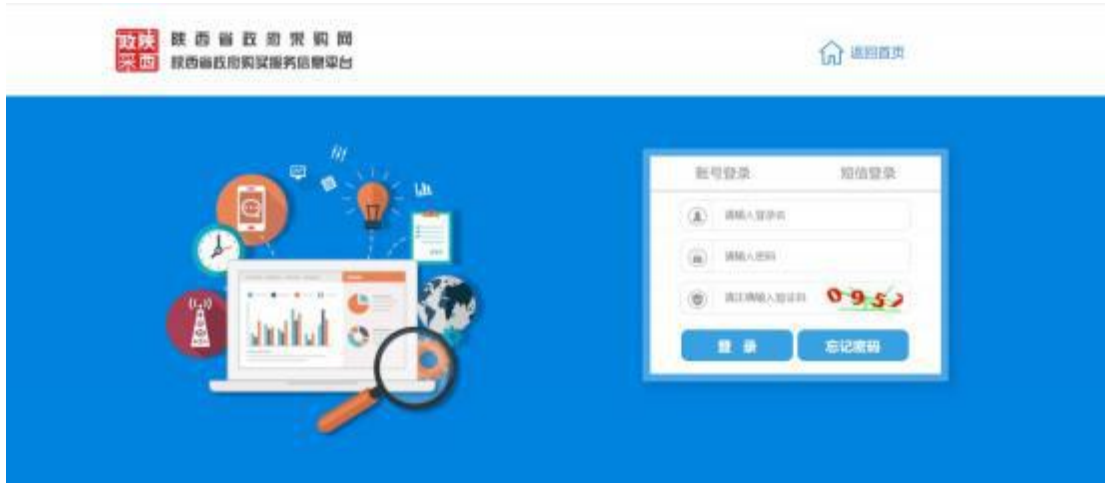 政陕
采西
陕西省政府采购网
陕西省政府购买服务信息平台
返回首页
账号登录
短信登录
请输入登录名
请输入密码
请正确输入验证码
登 录
忘记密码